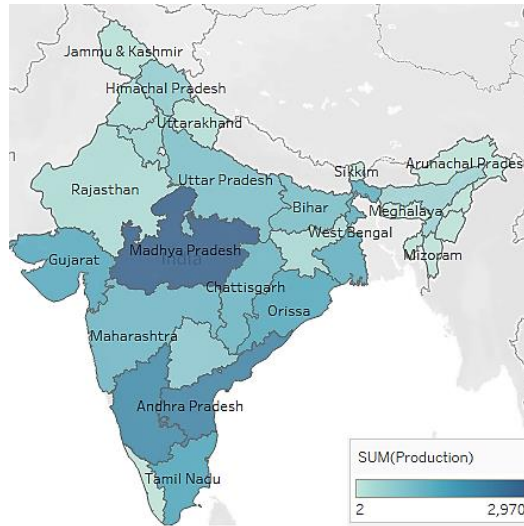 Jammu & Kashmir
Himachal Pradesh
Uttarakhand
Rajasthan
Uttar Pradesh
Sikkim
Arunachal Prades
Bihar
Meghalaya
West Bengal
Madhya Pradesh
India
Gujarat
Mizoram
Chattisgarh
Orissa
Maharashtra
Andhra Pradesh
Tamil Nadu
SUM(Production)
2
2,970